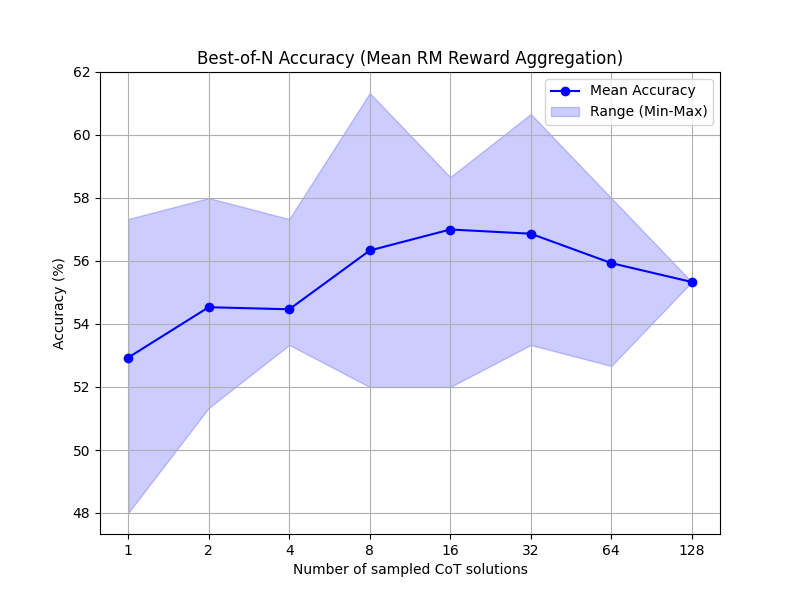 Best-of-N Accuracy (Mean RM Reward Aggregation)
Mean Accuracy
Range (Min-Max)
Accuracy (%)
62
60
58
56
54
52
50
48
1 2 4 8 16 32 64 128
Number of sampled CoT solutions